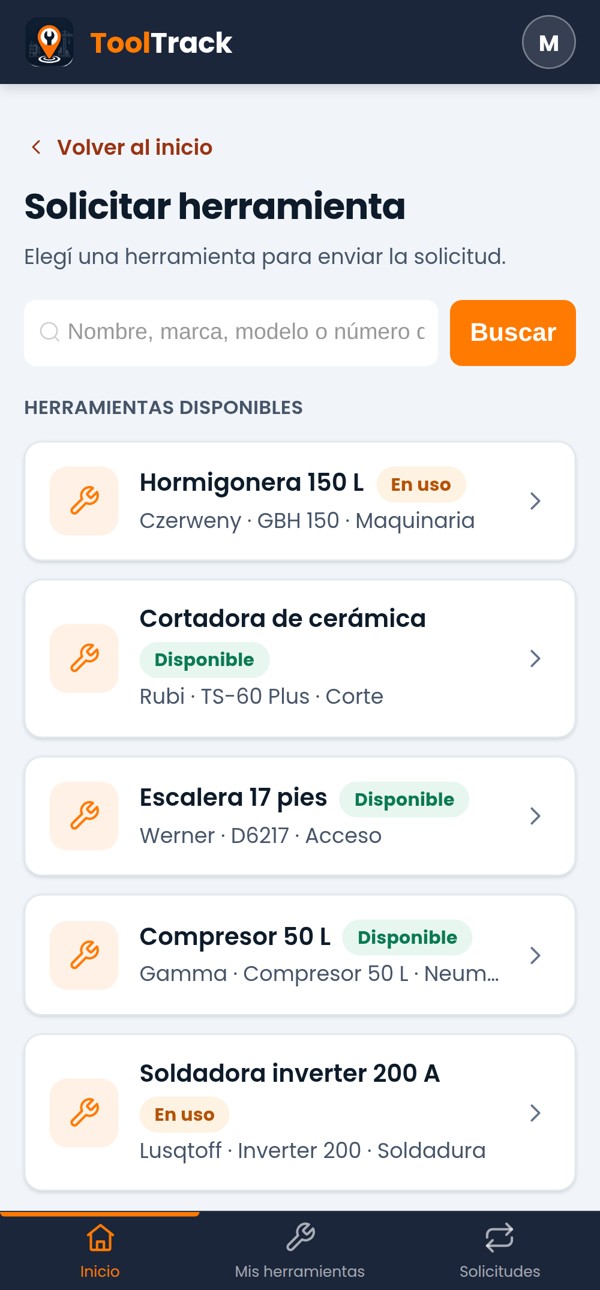 ToolTrack
M
Volver al inicio
Solicitar herramienta
Elegí una herramienta para enviar la solicitud.
Nombre, marca, modelo o número
Buscar
HERRAMIENTAS DISPONIBLES
Hormigonera 150 L En uso
Czerweny · GBH 150 · Maquinaria
Cortadora de cerámica
Disponible
Rubi · TS-60 Plus · Corte
Escalera 17 pies Disponible
Werner · D6217 · Acceso
Compresor 50 L Disponible
Gamma · Compresor 50 L · Neum...
Soldadora inverter 200 A
En uso
Lusqtoff · Inverter 200 · Soldadura
Inicio Mis herramientas Solicitudes